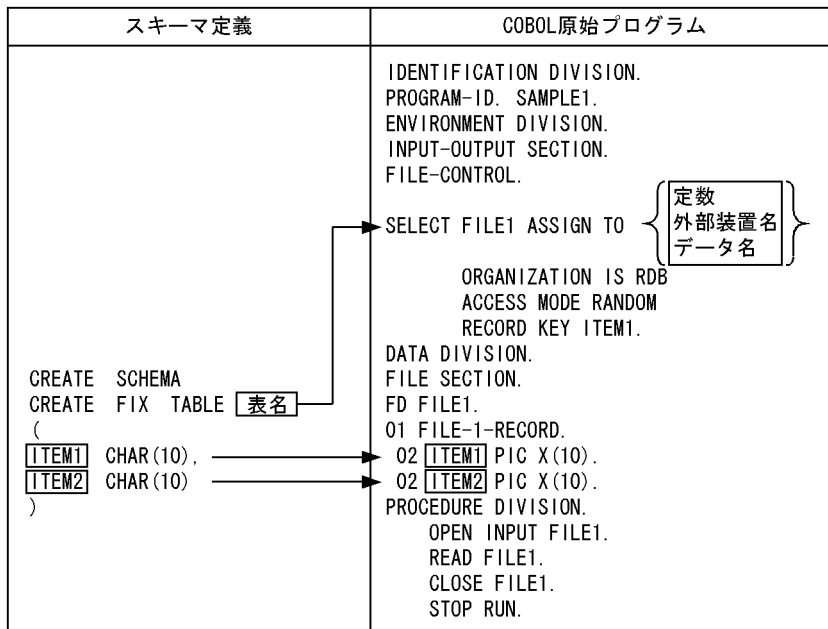 スキーマ定義
COBOL原始プログラム
IDENTIFICATION DIVISION.
PROGRAM-ID. SAMPLE1.
ENVIRONMENT DIVISION.
INPUT-OUTPUT SECTION.
FILE-CONTROL.
SELECT FILE1 ASSIGN TO
定数
外部装置名
データ名
ORGANIZATION IS RDB
ACCESS MODE RANDOM
RECORD KEY ITEM1.
DATA DIVISION.
FILE SECTION.
FD FILE1.
01 FILE-1-RECORD.
02 ITEM1 PIC X(10).
02 ITEM2 PIC X(10).
PROCEDURE DIVISION.
OPEN INPUT FILE1.
READ FILE1.
CLOSE FILE1.
STOP RUN.
CREATE SCHEMA
CREATE FIX TABLE 表名
(
ITEM1 CHAR(10),
ITEM2 CHAR(10)
)